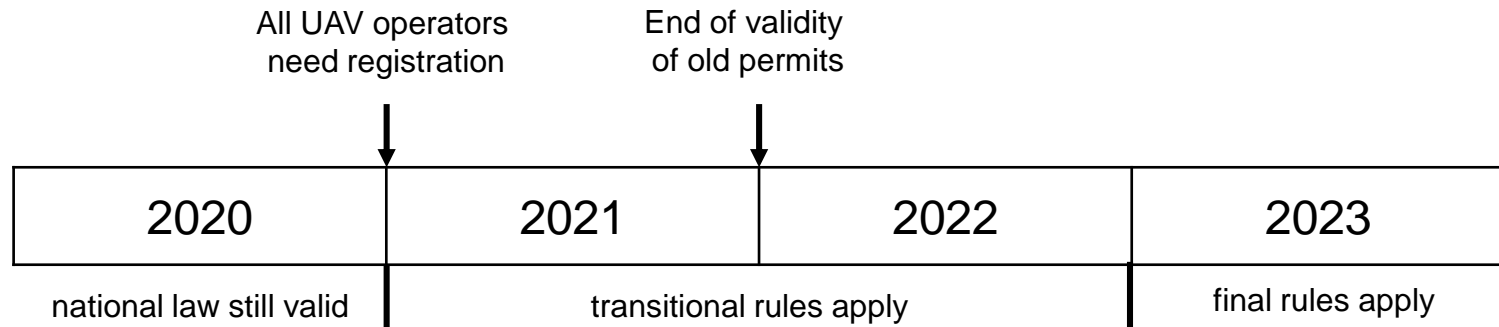 All UAV operators
need registration
End of validity
of old permits
2020
2021
2022
2023
national law still valid
transitional rules apply
final rules apply